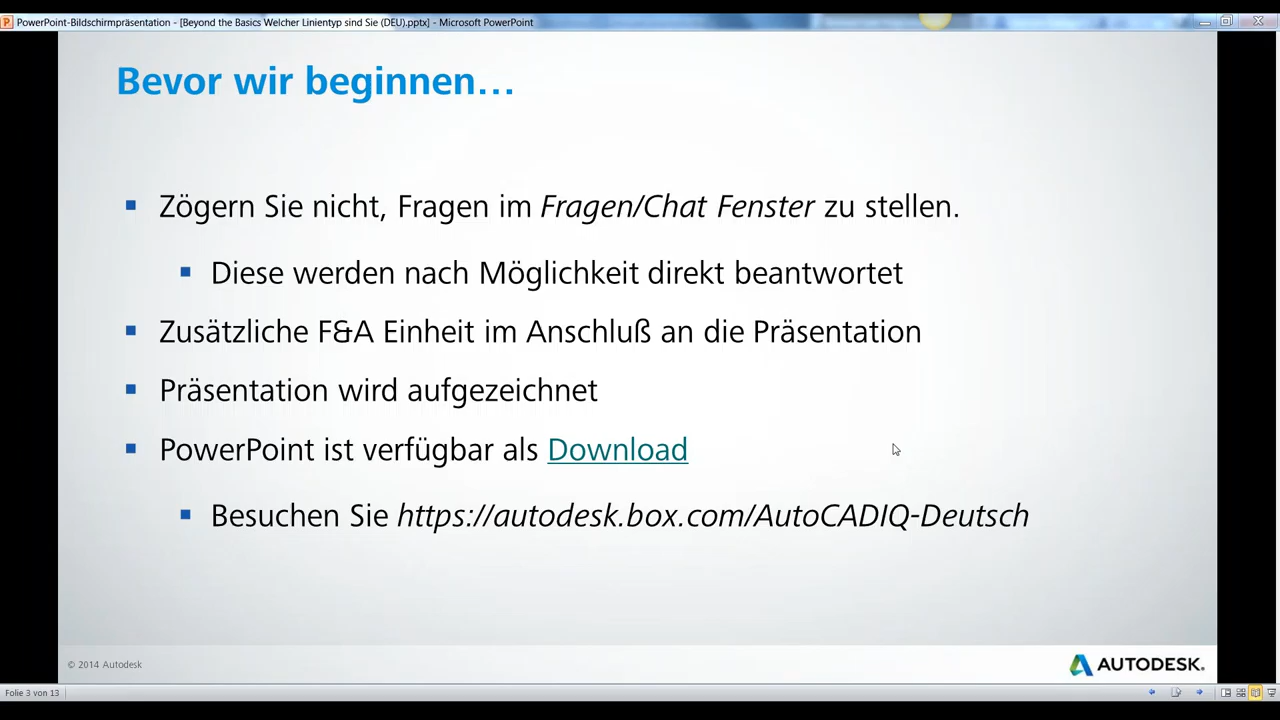 PowerPoint-Bildschirmpräsentation - [Beyond the Basics Welcher Linientyp sind Sie (DEU).pptx] - Microsoft PowerPoint
Bevor wir beginnen…
Zögern Sie nicht, Fragen im Fragen/Chat Fenster zu stellen.
Diese werden nach Möglichkeit direkt beantwortet
Zusätzliche F&A Einheit im Anschluß an die Präsentation
Präsentation wird aufgezeichnet
PowerPoint ist verfügbar als Download
Besuchen Sie https://autodesk.box.com/AutoCADIQ-Deutsch
© 2014 Autodesk
AUTODESK.
Folie 3 von 13